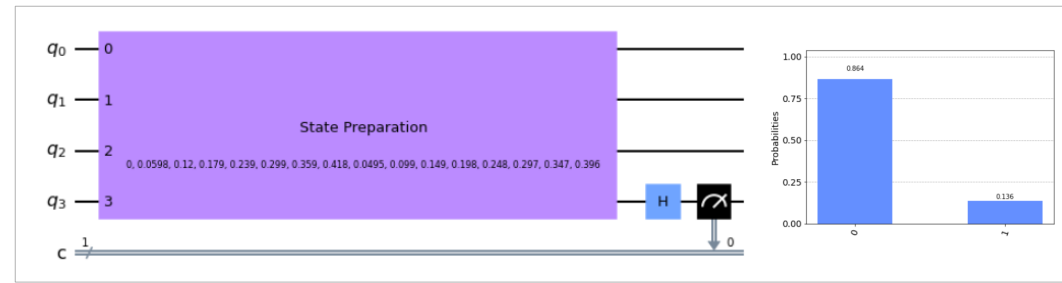 q0 0
q1 1
State Preparation
q2 2
0, 0.0598, 0.12, 0.179, 0.239, 0.299, 0.359, 0.418, 0.0495, 0.099, 0.149, 0.198, 0.248, 0.297, 0.347, 0.396
q3 3 H
c 1 0
1.00
0.864
0.75
Probabilities
0.50
0.25
0.136
0.00
0 1